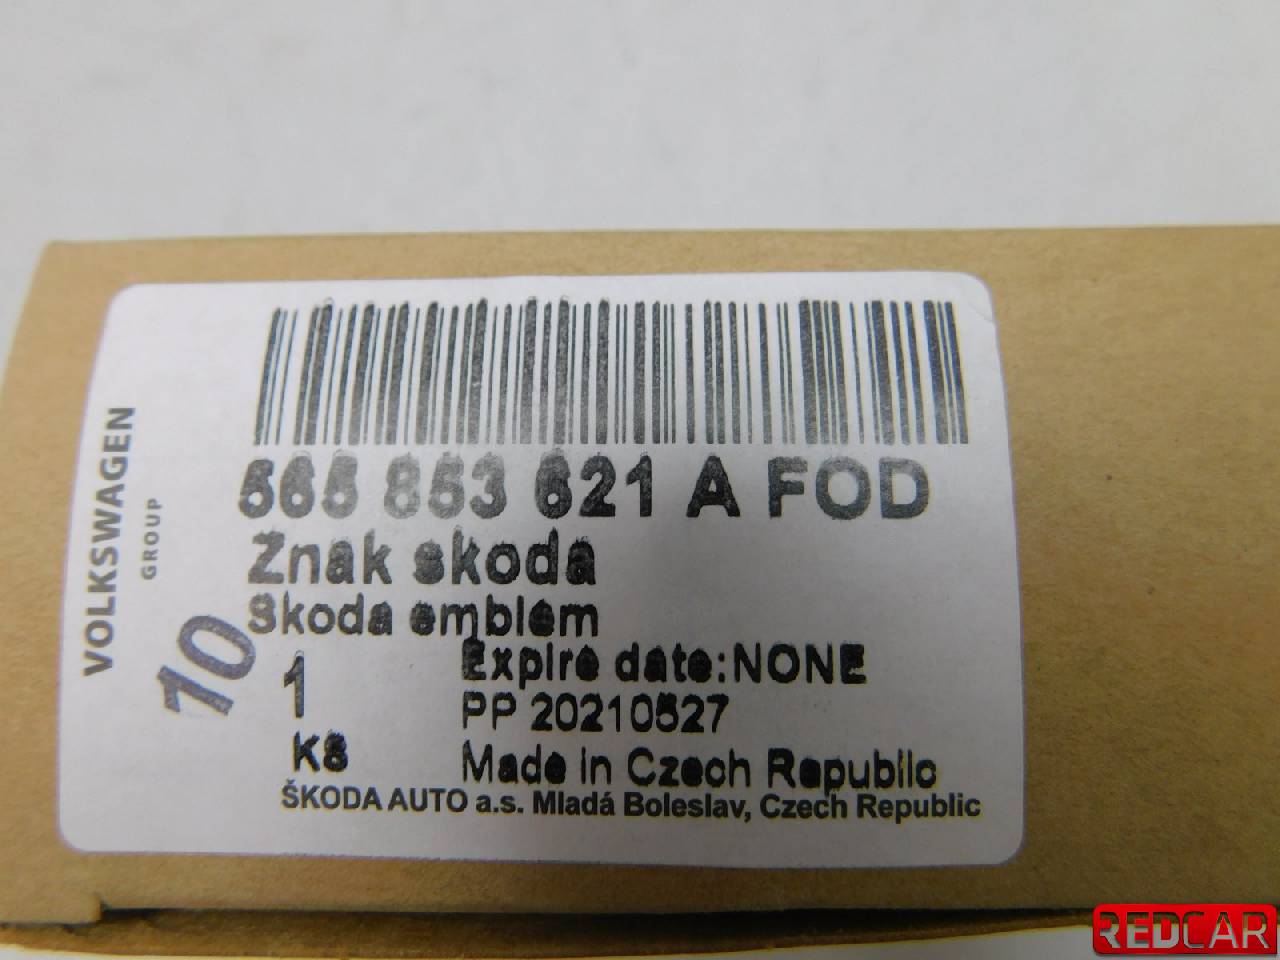 VOLKSWAGEN
GROUP
565 853 621 A FOD
Znak skoda
Skoda emblem
10
1
Expire date:NONE
PP 20210527
KS
Made in Czech Republic
ŠKODA AUTO a.s. Mladá Boleslav, Czech Republic
REDCAR